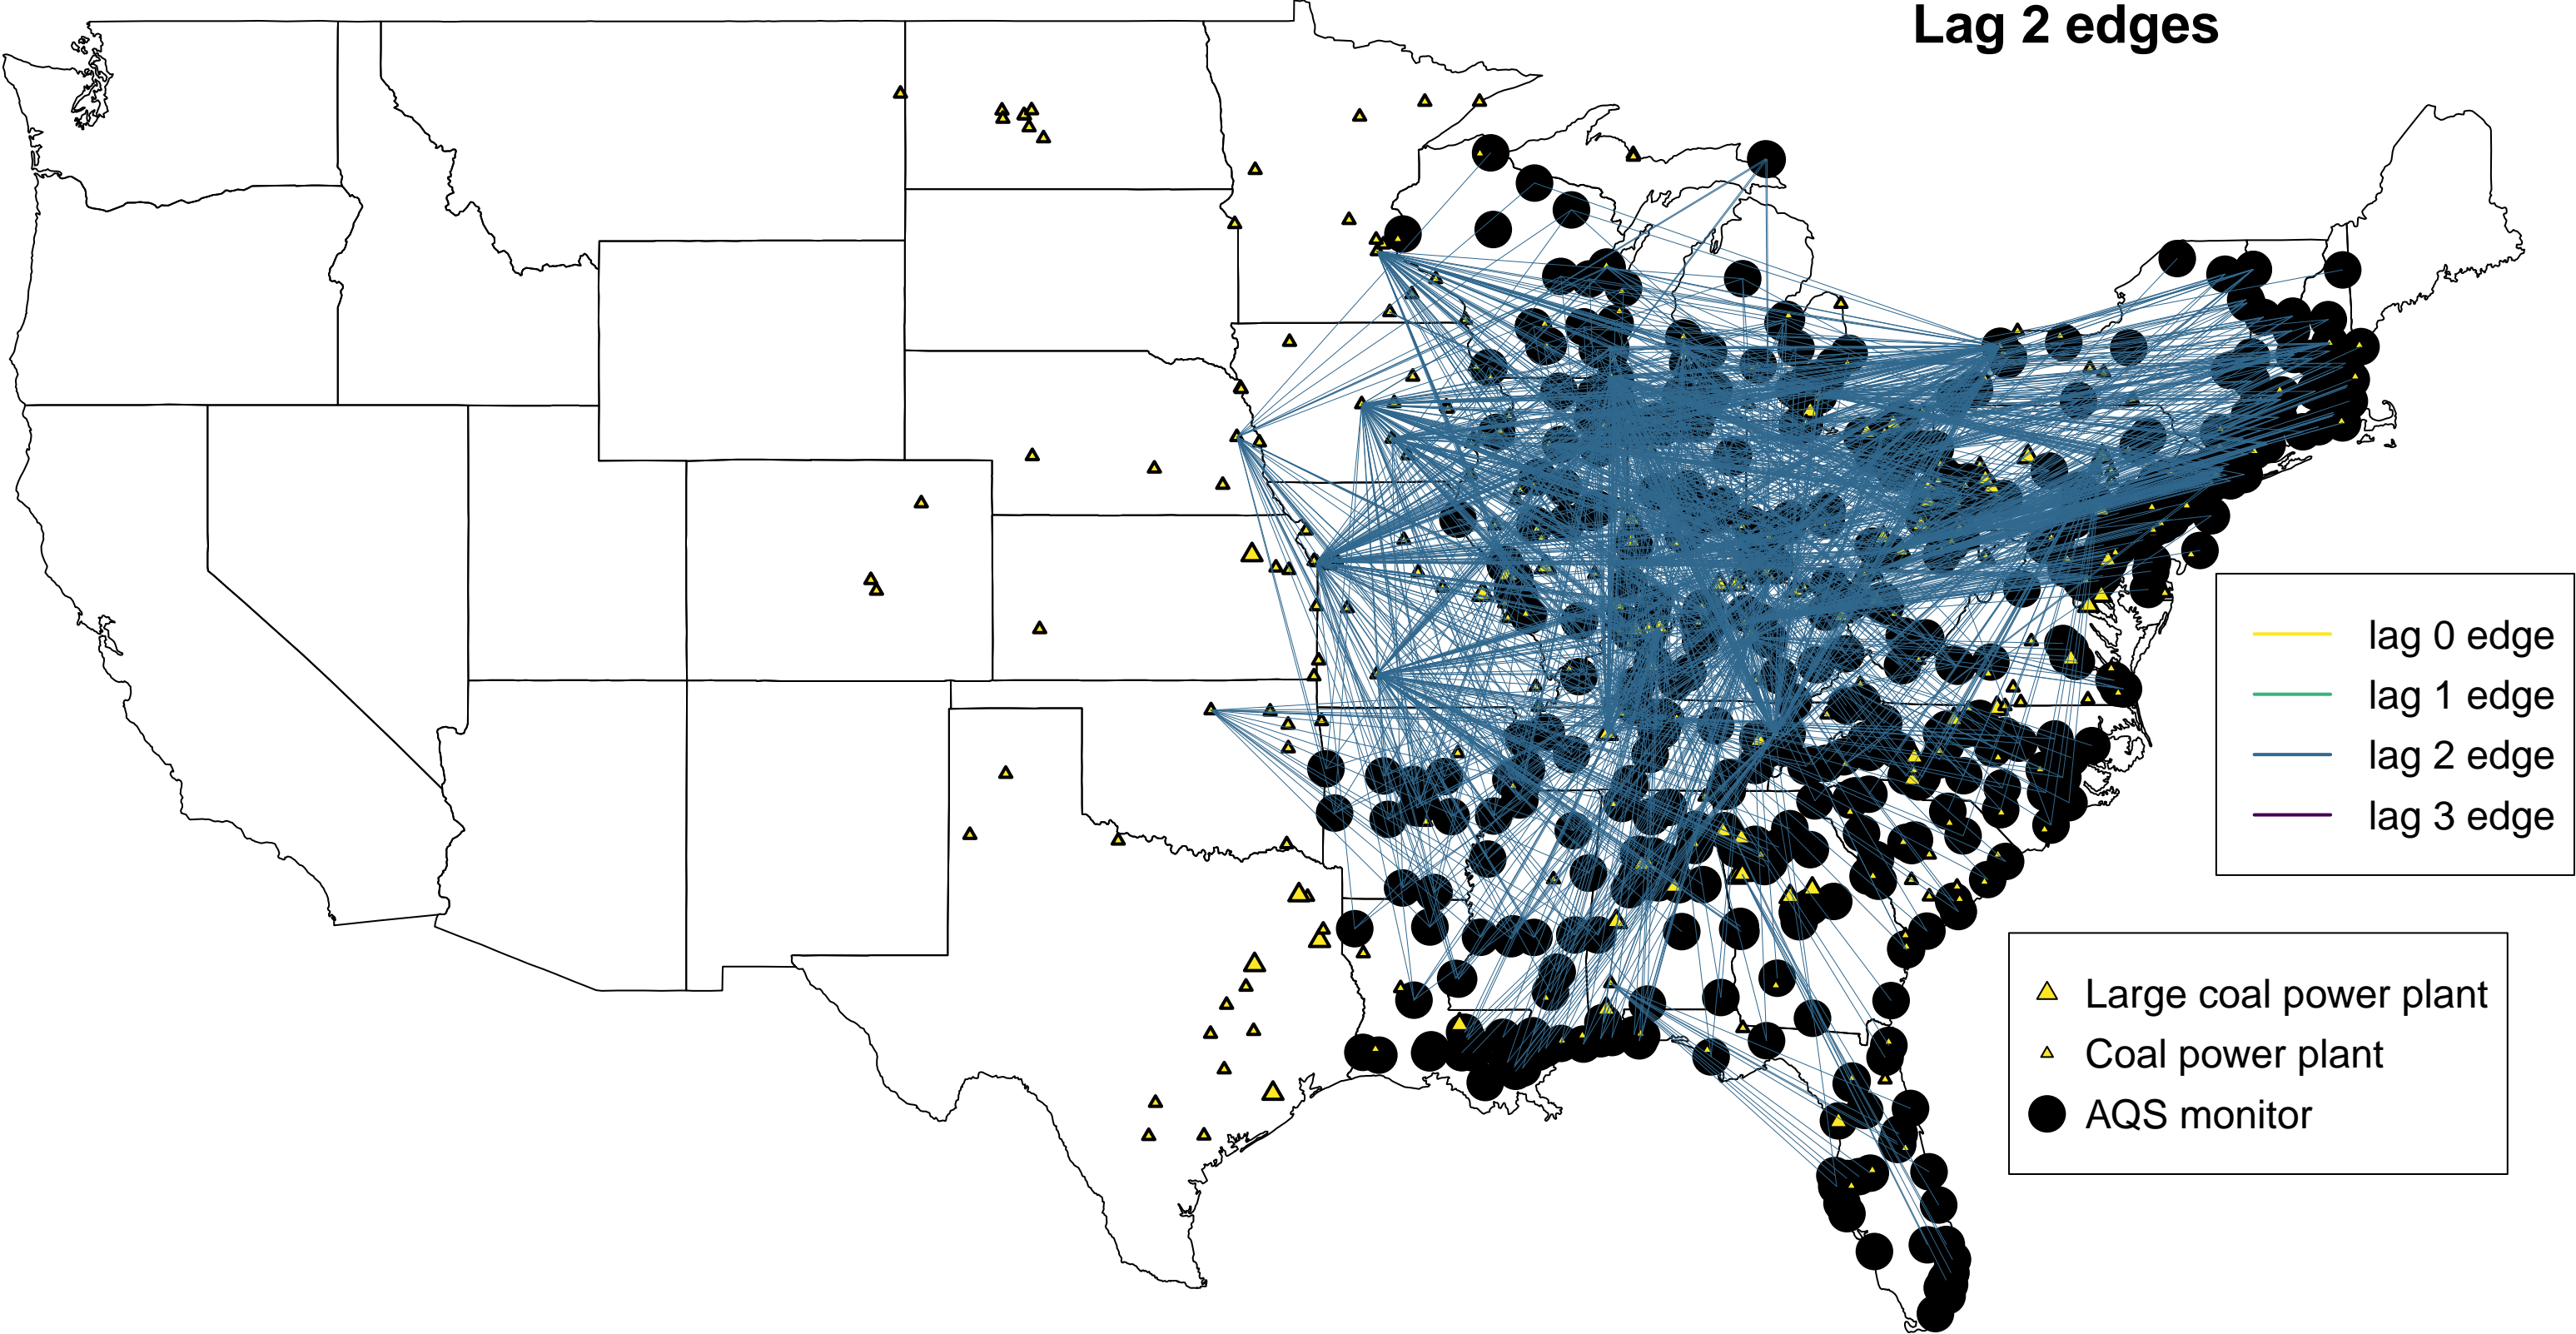 Lag 2 edges
lag 0 edge
lag 1 edge
lag 2 edge
lag 3 edge
Large coal power plant
Coal power plant
AQS monitor